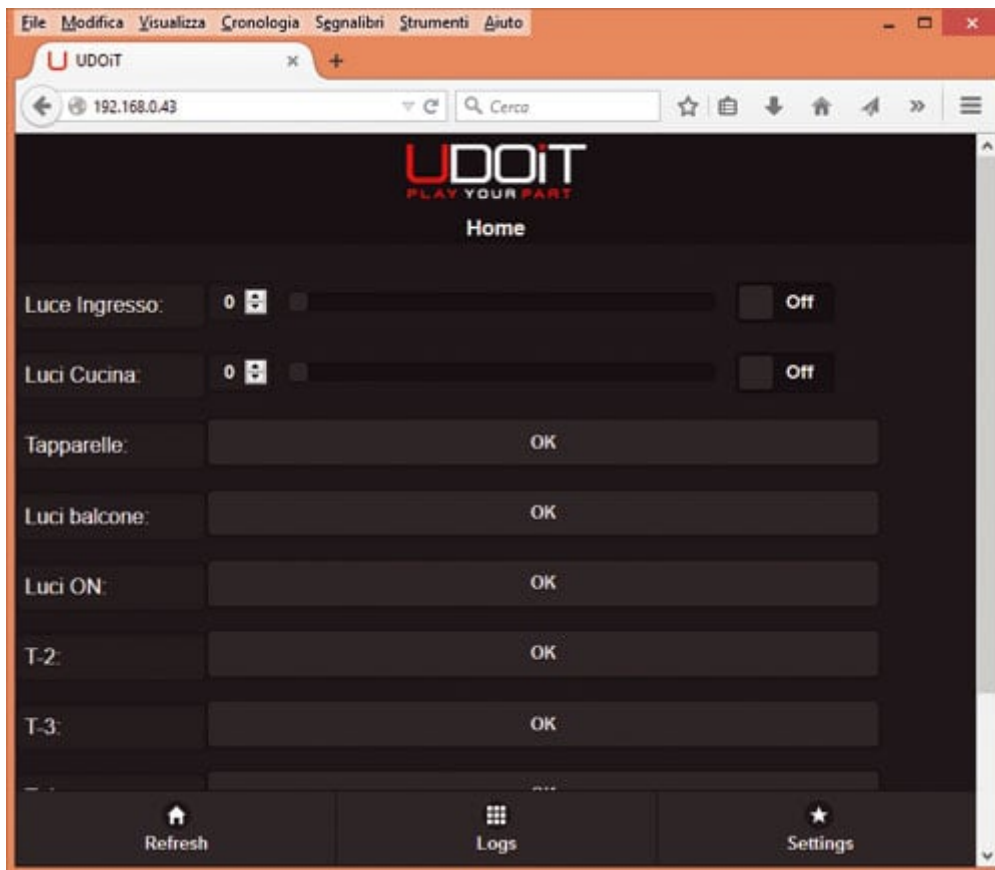 File Modifica Visualizza Cronologia Segnalibri Strumenti Aiuto
UDOiT
192.168.0.43
Cerca
UDOiT
PLAY YOUR PART
Home
Luce Ingresso: 0 Off
Luci Cucina: 0 Off
Tapparelle: OK
Luci balcone: OK
Luci ON: OK
T-2: OK
T-3: OK
Refresh Logs Settings